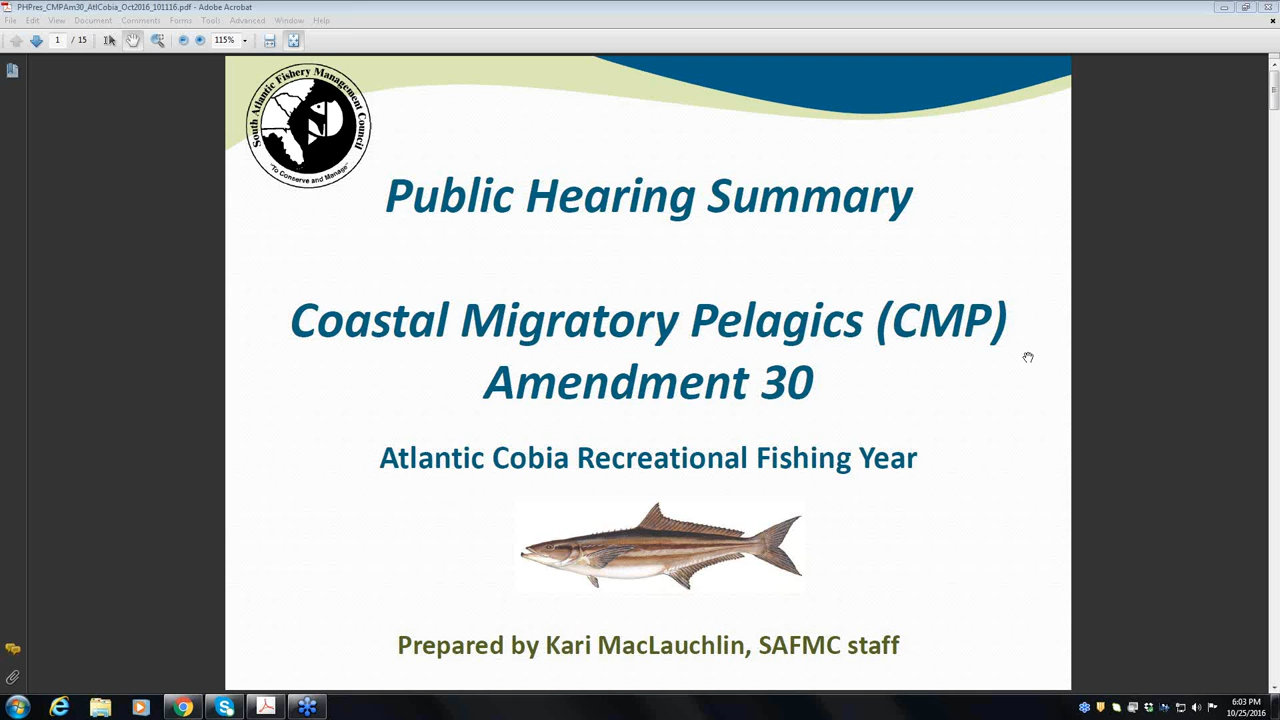 PHPres_CMPAm30_AtlCobia_Oct2016_101116.pdf - Adobe Acrobat
File Edit View Document Comments Forms Tools Advanced Window Help
1 / 15 115%
South Atlantic Fishery Management Council
"To Conserve and Manage"
Public Hearing Summary
Coastal Migratory Pelagics (CMP)
Amendment 30
Atlantic Cobia Recreational Fishing Year
Prepared by Kari MacLauchlin, SAFMC staff
6:03 PM
10/25/2016